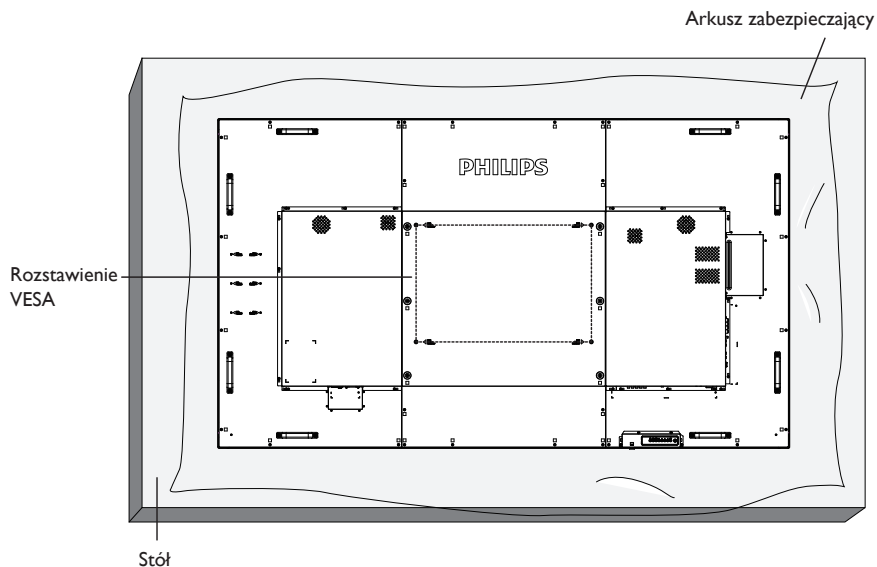 Arkusz zabezpieczający
PHILIPS
Rozstawienie
VESA
Stół